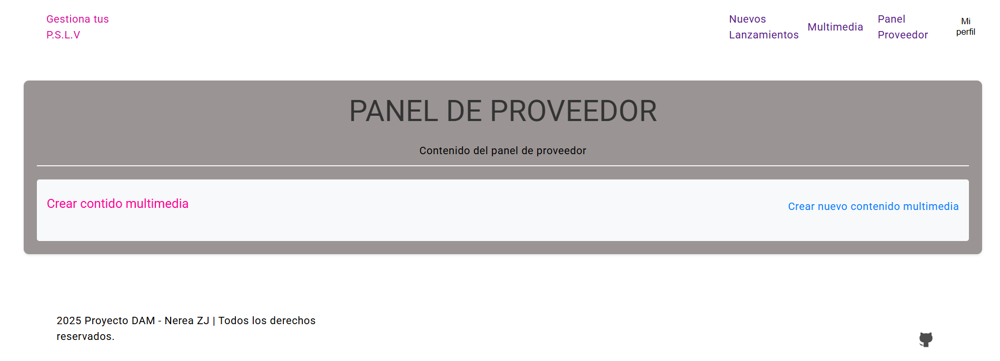 Gestiona tus
P.S.L.V
Nuevos
Lanzamientos
Multimedia
Panel
Proveedor
Mi
perfil
PANEL DE PROVEEDOR
Contenido del panel de proveedor
Crear contido multimedia
Crear nuevo contenido multimedia
2025 Proyecto DAM - Nerea ZJ | Todos los derechos
reservados.